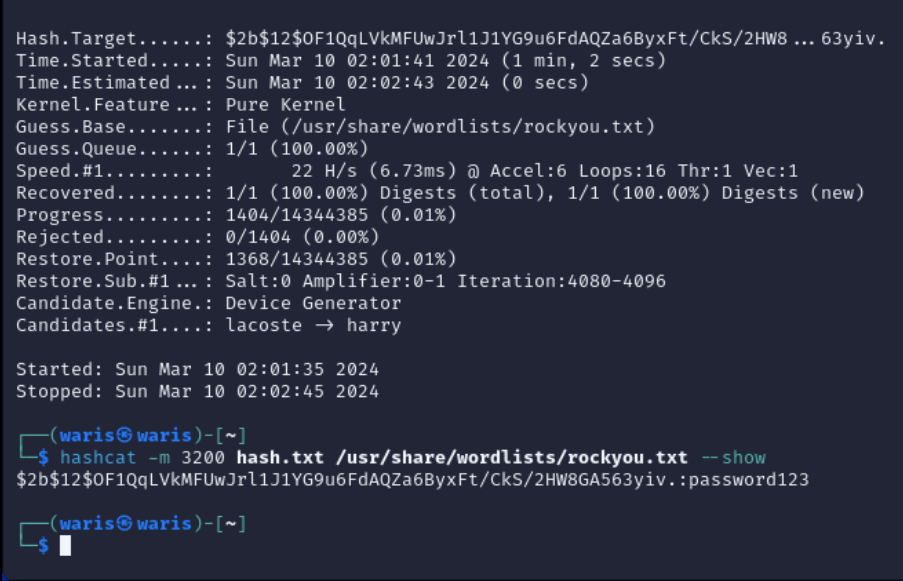 Hash.Target......: $2b$12$OF1QqLVkMFUwJrl1J1YG9u6FdAQZa6ByxFt/CkS/2HW8...63yiv.
Time.Started.....: Sun Mar 10 02:01:41 2024 (1 min, 2 secs)
Time.Estimated...: Sun Mar 10 02:02:43 2024 (0 secs)
Kernel.Feature...: Pure Kernel
Guess.Base.......: File (/usr/share/wordlists/rockyou.txt)
Guess.Queue......: 1/1 (100.00%)
Speed.#1.........:       22 H/s (6.73ms) @ Accel:6 Loops:16 Thr:1 Vec:1
Recovered........: 1/1 (100.00%) Digests (total), 1/1 (100.00%) Digests (new)
Progress.........: 1404/14344385 (0.01%)
Rejected.........: 0/1404 (0.00%)
Restore.Point....: 1368/14344385 (0.01%)
Restore.Sub.#1...: Salt:0 Amplifier:0-1 Iteration:4080-4096
Candidate.Engine.: Device Generator
Candidates.#1....: lacoste -> harry
Started: Sun Mar 10 02:01:35 2024
Stopped: Sun Mar 10 02:02:45 2024
┌──(waris㉿waris)-[~]
└─$ hashcat -m 3200 hash.txt /usr/share/wordlists/rockyou.txt --show
$2b$12$OF1QqLVkMFUwJrl1J1YG9u6FdAQZa6ByxFt/CkS/2HW8GA563yiv.:password123
┌──(waris㉿waris)-[~]
└─$